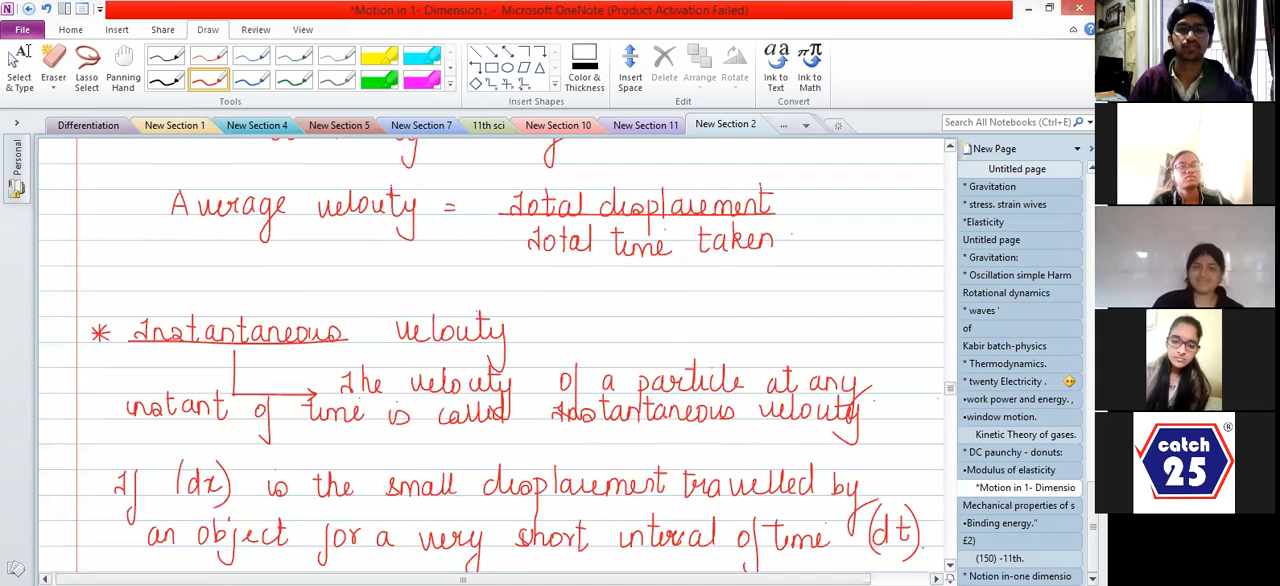 *Motion in 1- Dimension ; - Microsoft OneNote (Product Activation Failed)
File Home Insert Share Draw Review View
Select & Type
Eraser
Lasso Select
Panning Hand
Color & Thickness
Insert Space
Delete
Arrange
Rotate
Ink to Text
Ink to Math
Tools
Insert Shapes
Edit
Convert
Differentiation New Section 1 New Section 4 New Section 5 New Section 7 11th sci New Section 10 New Section 11 New Section 2 ...
Search All Notebooks (Ctrl+E)
Personal
Average velocity = Total displacement
Total time taken
* Instantaneous velocity
The velocity of a particle at any
instant of time is called Instantaneous velocity
If (dx) is the small displacement travelled by
an object for a very short interval of time (dt).
New Page
Untitled page
* Gravitation
* stress. strain wives
*Elasticity
Untitled page
* Gravitation:
* Oscillation simple Harm
Rotational dynamics
* waves '
of
Kabir batch-physics
* Thermodynamics.
* twenty Electricity .
•work power and energy. ,
•window motion.
Kinetic Theory of gases.
* DC paunchy - donuts:
•Modulus of elasticity
*Motion in 1- Dimensio
Mechanical properties of s
•Binding energy."
£2)
(150) -11th.
* Notion in-one dimensio
catch
25
®